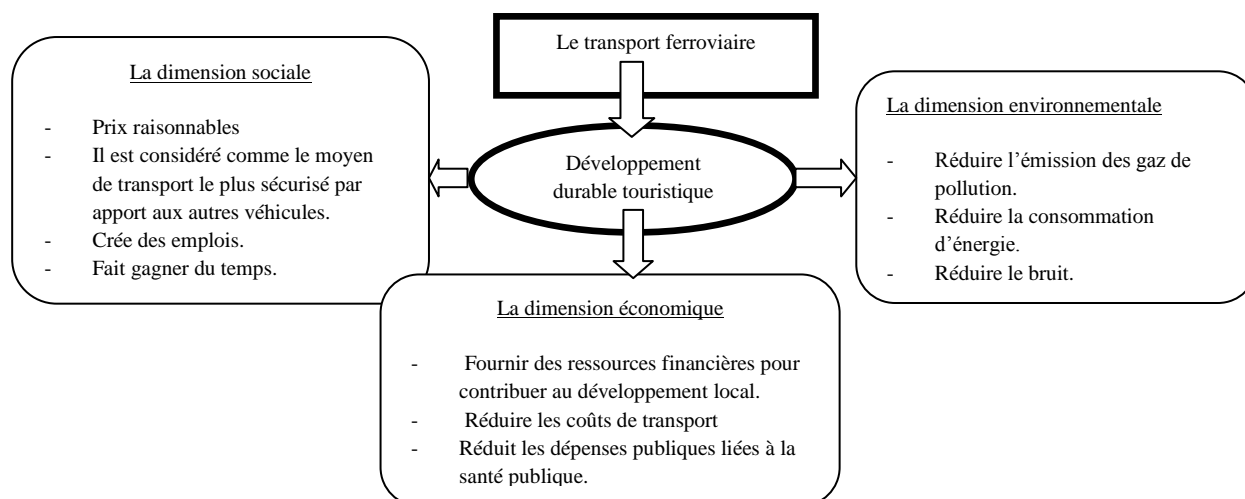 Le transport ferroviaire
La dimension sociale
- Prix raisonnables
- Il est considéré comme le moyen
de transport le plus sécurisé par
apport aux autres véhicules.
- Crée des emplois.
- Fait gagner du temps.
Développement
durable touristique
La dimension environnementale
- Réduire l’émission des gaz de
pollution.
- Réduire la consommation
d’énergie.
- Réduire le bruit.
La dimension économique
- Fournir des ressources financières pour
contribuer au développement local.
- Réduire les coûts de transport
- Réduit les dépenses publiques liées à la
santé publique.